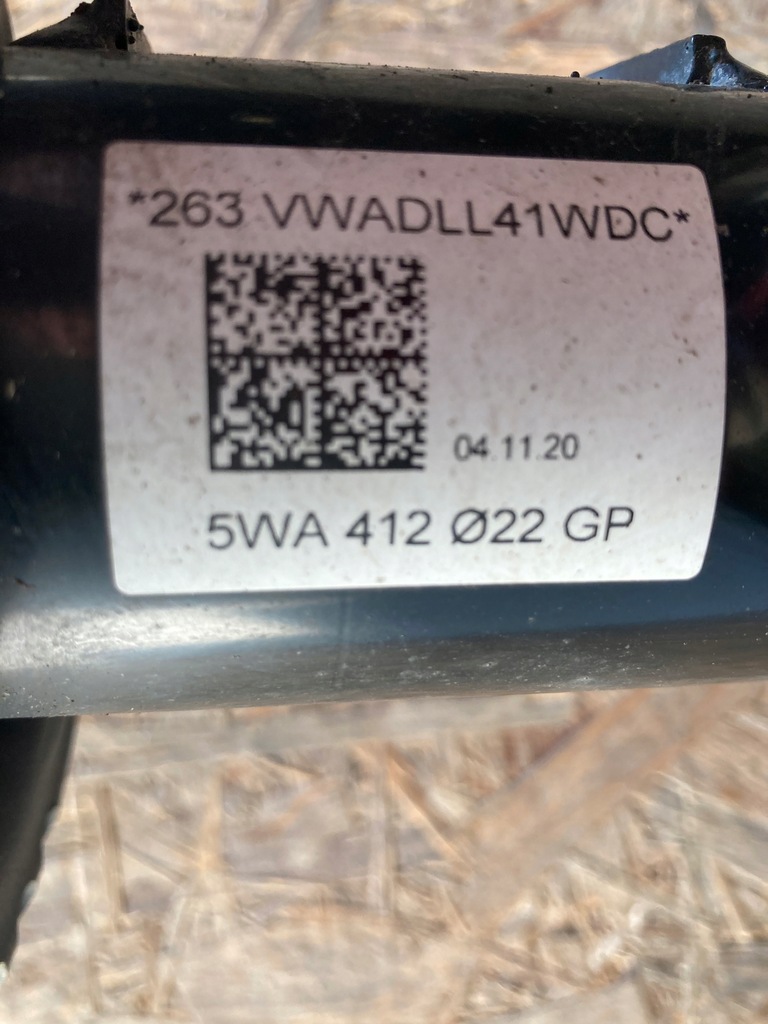 *263 VWADLL41WDC*
04.11.20
5WA 412 Ø22 GP